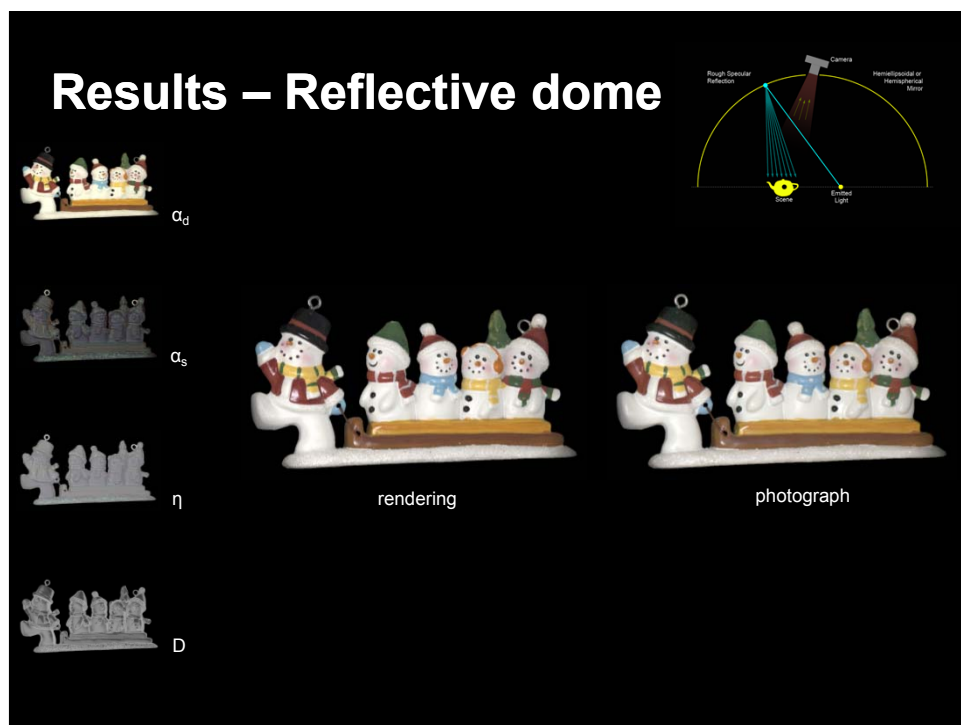 Results – Reflective dome
Camera
Rough Specular
Reflection
Hemiellipsoidal or
Hemispherical
Mirror
Scene
Emitted
Light
αd
αs
η
D
rendering
photograph